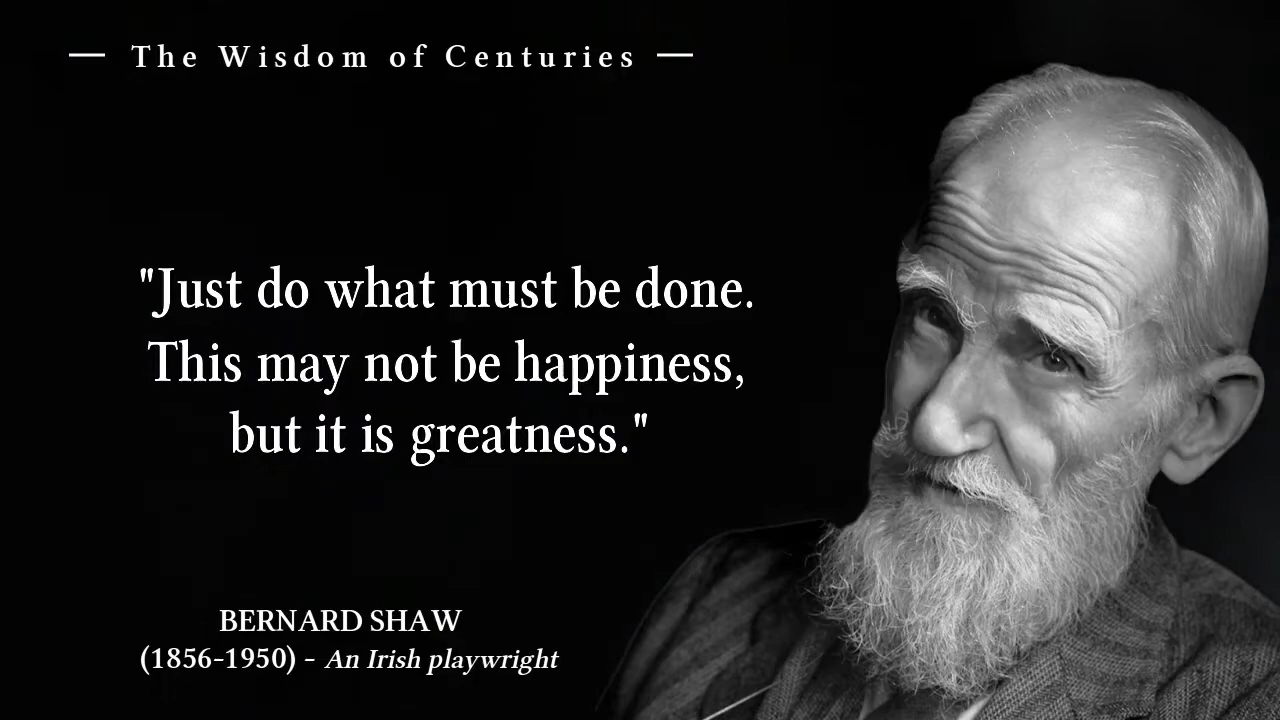 — The Wisdom of Centuries —
"Just do what must be done.
This may not be happiness,
but it is greatness."
BERNARD SHAW
(1856-1950) - An Irish playwright